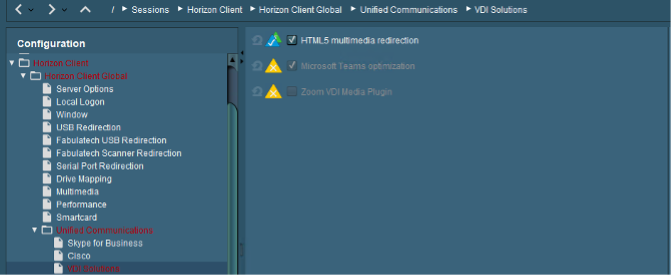 / Sessions Horizon Client Horizon Client Global Unified Communications VDI Solutions
Configuration
Horizon Client
Horizon Client Global
Server Options
Local Logon
Window
USB Redirection
Fabulatech USB Redirection
Fabulatech Scanner Redirection
Serial Port Redirection
Drive Mapping
Multimedia
Performance
Smartcard
Unified Communications
Skype for Business
Cisco
VDI Solutions
HTML5 multimedia redirection
Microsoft Teams optimization
Zoom VDI Media Plugin